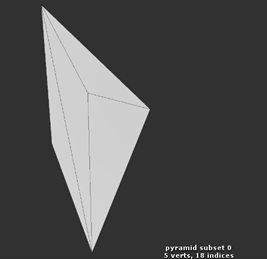 pyramid subset 0
5 verts, 18 indices